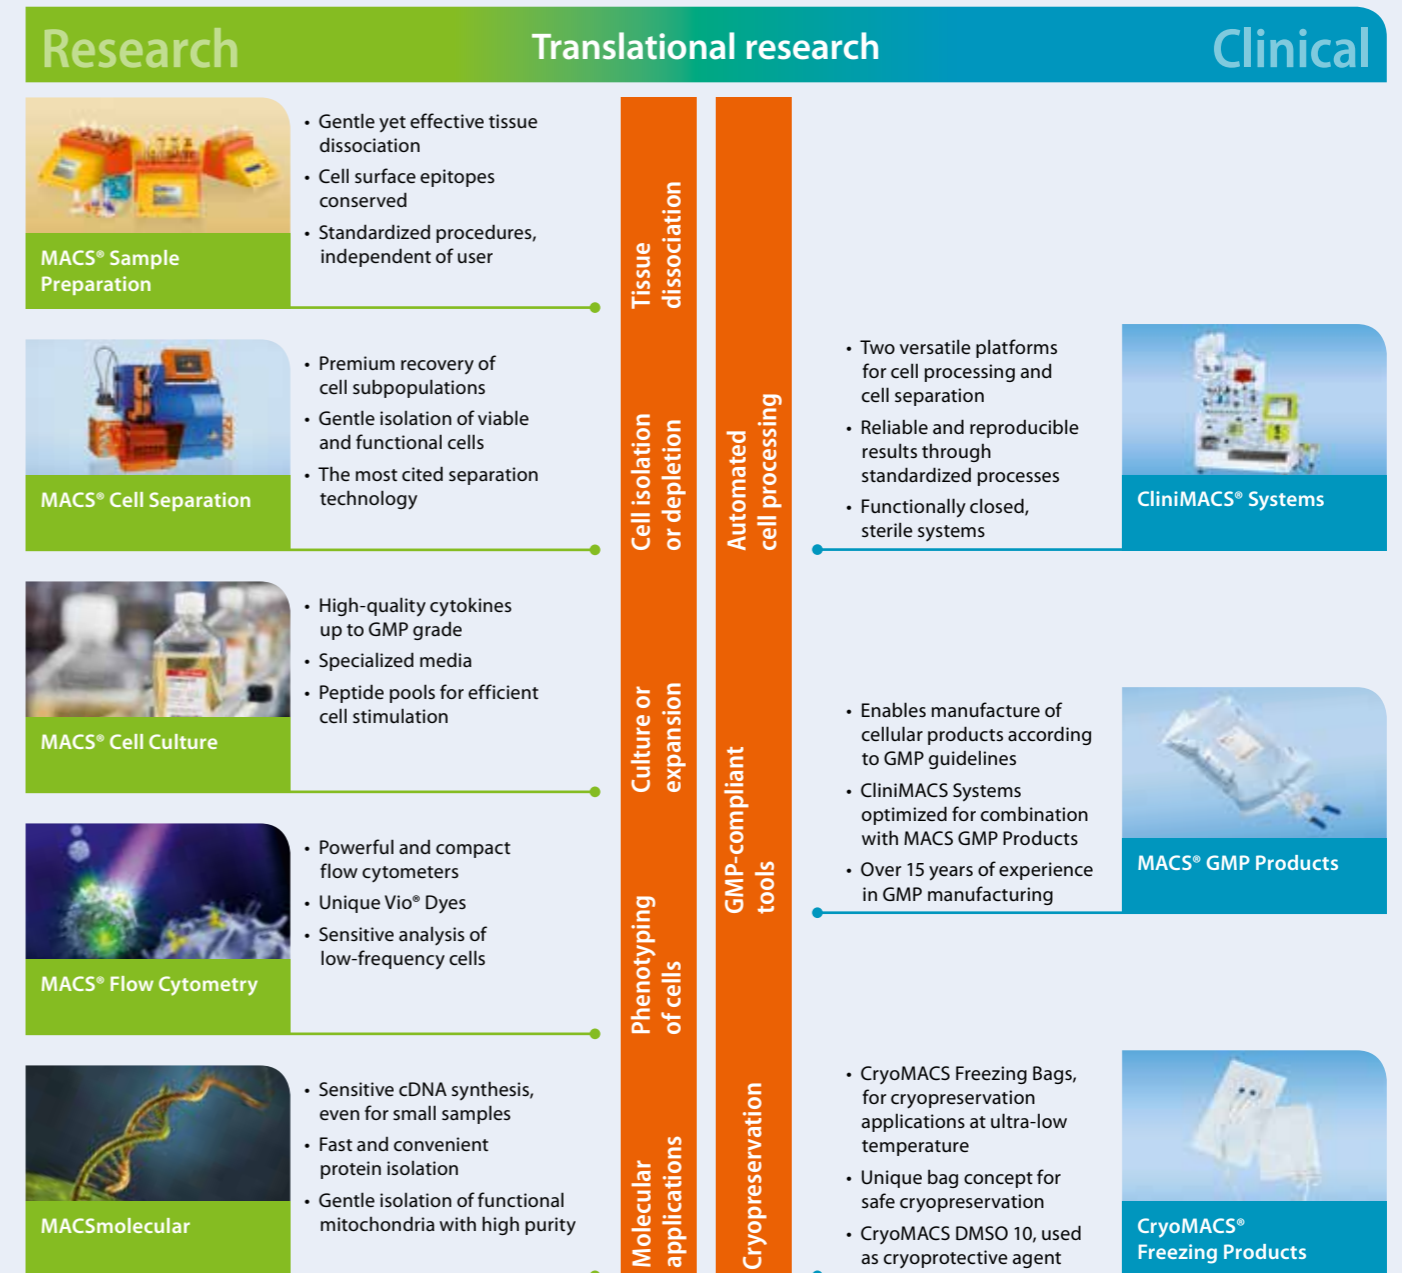 Research
Translational research
Clinical
• Gentle yet effective tissue
dissociation
• Cell surface epitopes
conserved
• Standardized procedures,
independent of user
MACS® Sample
Preparation
Tissue
dissociation
• Premium recovery of
cell subpopulations
• Gentle isolation of viable
and functional cells
• The most cited separation
technology
MACS® Cell Separation
Cell isolation
or depletion
Automated
cell processing
• Two versatile platforms
for cell processing and
cell separation
• Reliable and reproducible
results through
standardized processes
• Functionally closed,
sterile systems
CliniMACS® Systems
• High-quality cytokines
up to GMP grade
• Specialized media
• Peptide pools for efficient
cell stimulation
MACS® Cell Culture
Culture or
expansion
GMP-compliant
tools
• Enables manufacture of
cellular products according
to GMP guidelines
• CliniMACS Systems
optimized for combination
with MACS GMP Products
• Over 15 years of experience
in GMP manufacturing
MACS® GMP Products
• Powerful and compact
flow cytometers
• Unique Vio® Dyes
• Sensitive analysis of
low-frequency cells
MACS® Flow Cytometry
Phenotyping
of cells
• Sensitive cDNA synthesis,
even for small samples
• Fast and convenient
protein isolation
• Gentle isolation of functional
mitochondria with high purity
MACSmolecular
Molecular
applications
Cryopreservation
• CryoMACS Freezing Bags,
for cryopreservation
applications at ultra-low
temperature
• Unique bag concept for
safe cryopreservation
• CryoMACS DMSO 10, used
as cryoprotective agent
CryoMACS®
Freezing Products